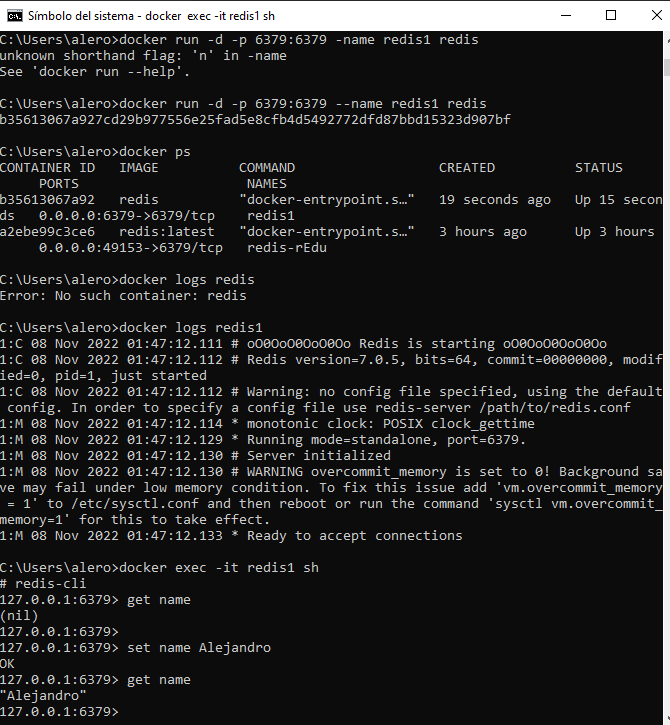 Símbolo del sistema - docker exec -it redis1 sh
C:\Users\alero>docker run -d -p 6379:6379 -name redis1 redis
unknown shorthand flag: 'n' in -name
See 'docker run --help'.
C:\Users\alero>docker run -d -p 6379:6379 --name redis1 redis
b35613067a927cd29b977556e25fad5e8cfb4d5492772dfd87bbd15323d907bf
C:\Users\alero>docker ps
CONTAINER ID   IMAGE          COMMAND                  CREATED          STATUS
     PORTS                     NAMES
b35613067a92   redis          "docker-entrypoint.s…"   19 seconds ago   Up 15 secon
ds   0.0.0.0:6379->6379/tcp    redis1
a2ebe99c3ce6   redis:latest   "docker-entrypoint.s…"   3 hours ago      Up 3 hours
     0.0.0.0:49153->6379/tcp   redis-rEdu
C:\Users\alero>docker logs redis
Error: No such container: redis
C:\Users\alero>docker logs redis1
1:C 08 Nov 2022 01:47:12.111 # oO0OoO0OoO0Oo Redis is starting oO0OoO0OoO0Oo
1:C 08 Nov 2022 01:47:12.112 # Redis version=7.0.5, bits=64, commit=00000000, modif
ied=0, pid=1, just started
1:C 08 Nov 2022 01:47:12.112 # Warning: no config file specified, using the default
 config. In order to specify a config file use redis-server /path/to/redis.conf
1:M 08 Nov 2022 01:47:12.114 * monotonic clock: POSIX clock_gettime
1:M 08 Nov 2022 01:47:12.129 * Running mode=standalone, port=6379.
1:M 08 Nov 2022 01:47:12.130 # Server initialized
1:M 08 Nov 2022 01:47:12.130 # WARNING overcommit_memory is set to 0! Background sa
ve may fail under low memory condition. To fix this issue add 'vm.overcommit_memory
 = 1' to /etc/sysctl.conf and then reboot or run the command 'sysctl vm.overcommit_
memory=1' for this to take effect.
1:M 08 Nov 2022 01:47:12.133 * Ready to accept connections
C:\Users\alero>docker exec -it redis1 sh
# redis-cli
127.0.0.1:6379> get name
(nil)
127.0.0.1:6379>
127.0.0.1:6379> set name Alejandro
OK
127.0.0.1:6379> get name
"Alejandro"
127.0.0.1:6379>